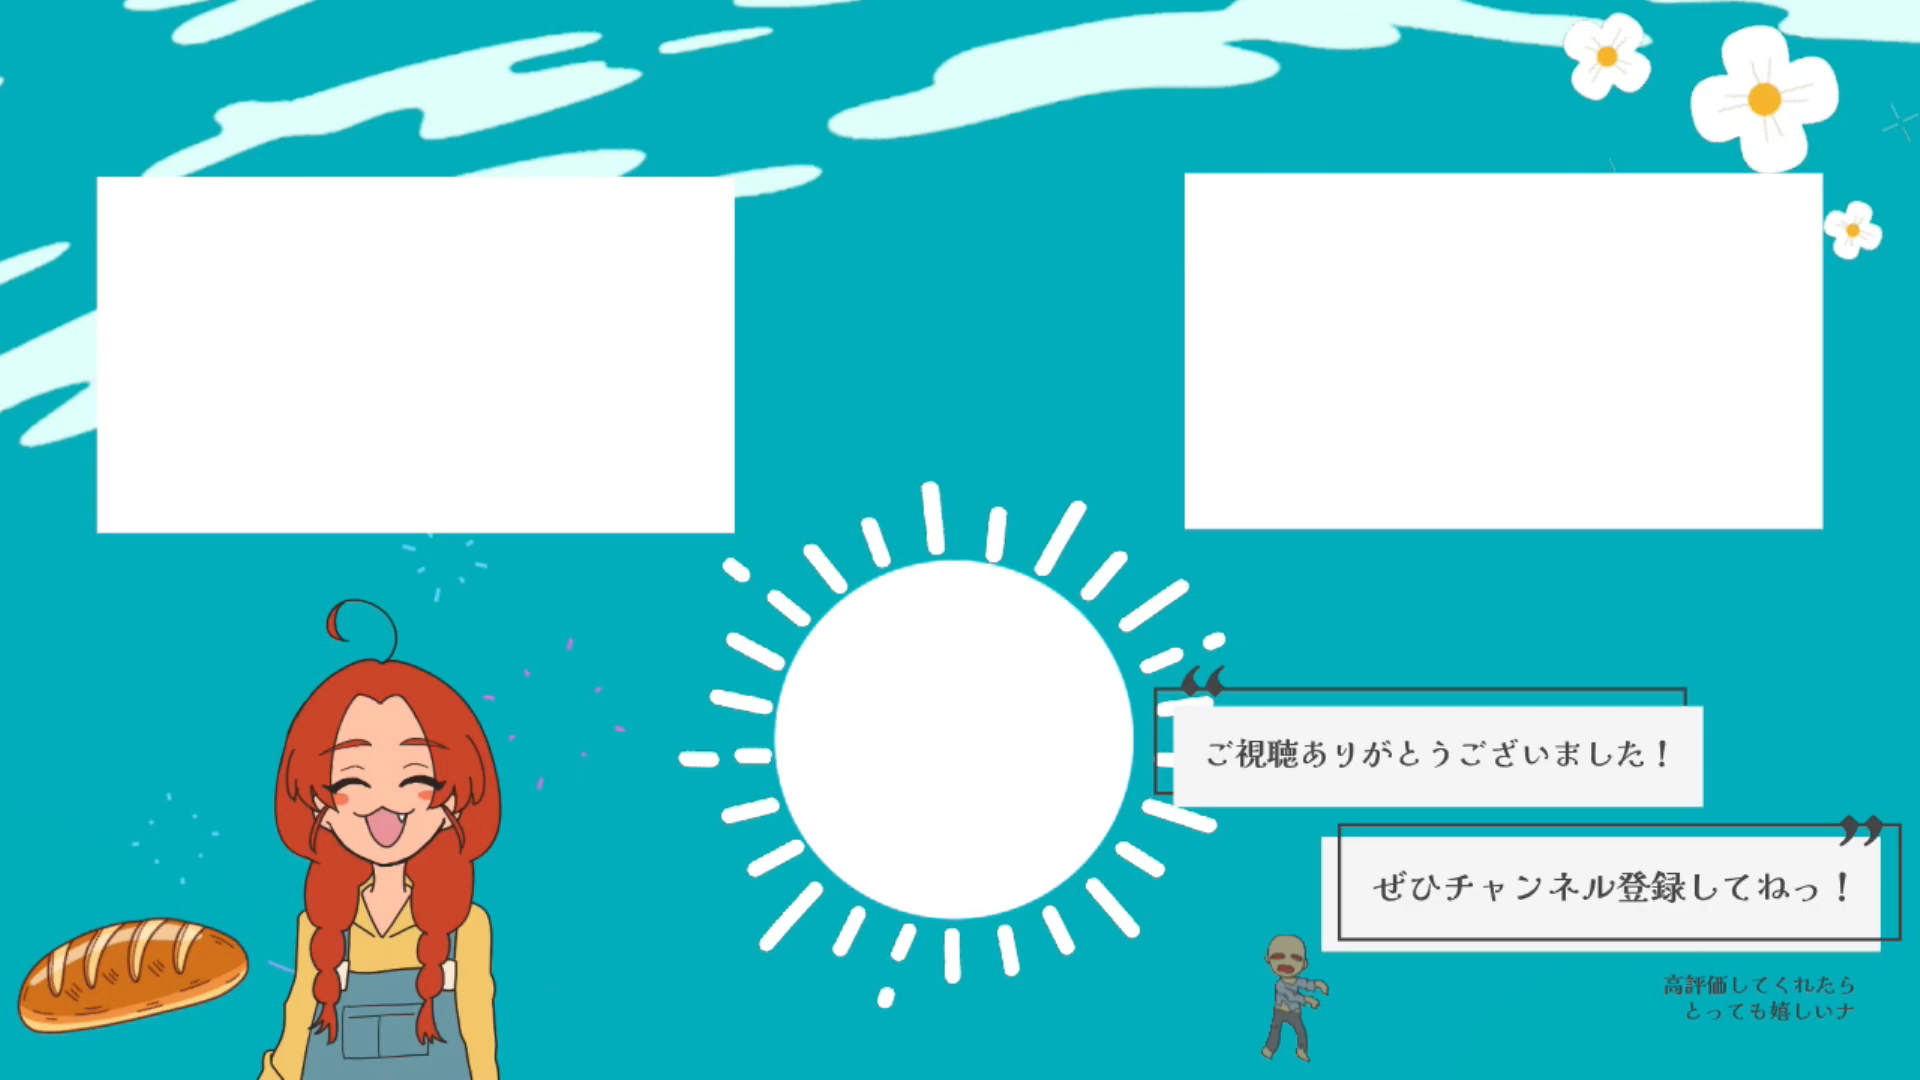 ご視聴ありがとうございました！
ぜひチャンネル登録してねっ！
高評価してくれたら
とっても嬉しいナ